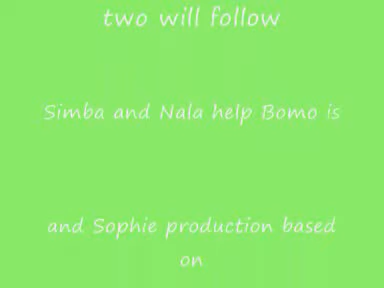 two will follow
Simba and Nala help Bomo is
and Sophie production based
on